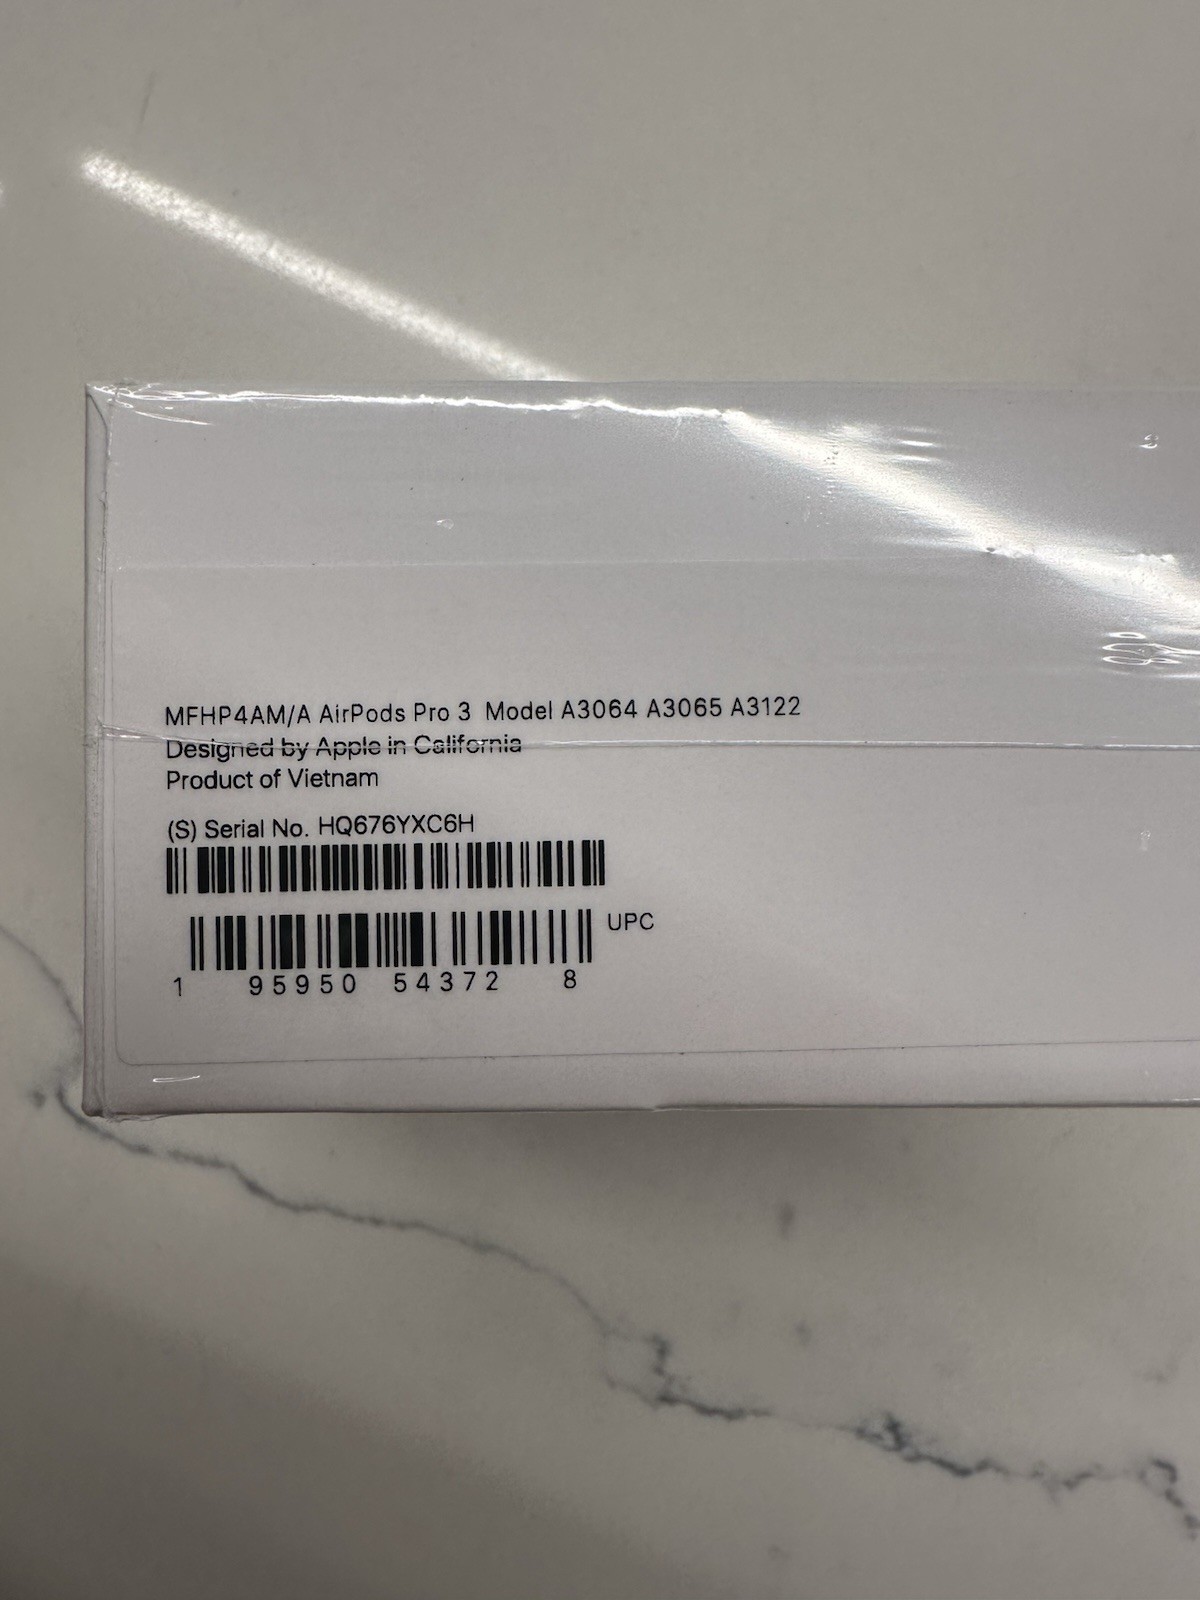 MFHP4AM/A AirPods Pro 3 Model A3064 A3065 A3122
Designed by Apple in California
Product of Vietnam
(S) Serial No. HQ676YXC6H
UPC
1 95950 54372 8